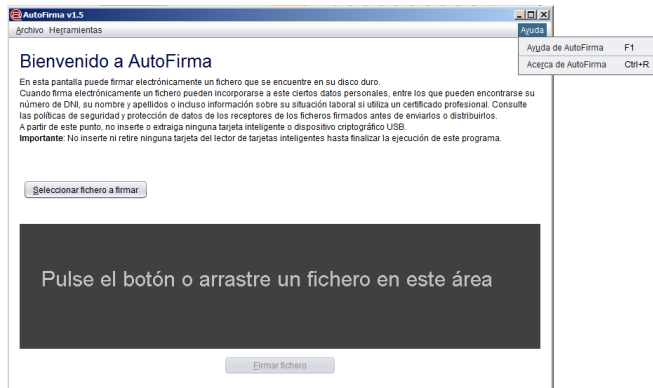 AutoFirma v1.5
Archivo Herramientas Ayuda
Ayuda de AutoFirma F1
Acerca de AutoFirma Ctrl+R
Bienvenido a AutoFirma
En esta pantalla puede firmar electrónicamente un fichero que se encuentre en su disco duro.
Cuando firma electrónicamente un fichero pueden incorporarse a este ciertos datos personales, entre los que pueden encontrarse su
número de DNI, su nombre y apellidos o incluso información sobre su situación laboral si utiliza un certificado profesional. Consulte
las políticas de seguridad y protección de datos de los receptores de los ficheros firmados antes de enviarlos o distribuirlos.
A partir de este punto, no inserte o extraiga ninguna tarjeta inteligente o dispositivo criptográfico USB.
Importante: No inserte ni retire ninguna tarjeta del lector de tarjetas inteligentes hasta finalizar la ejecución de este programa.
Seleccionar fichero a firmar
Pulse el botón o arrastre un fichero en este área
Firmar fichero